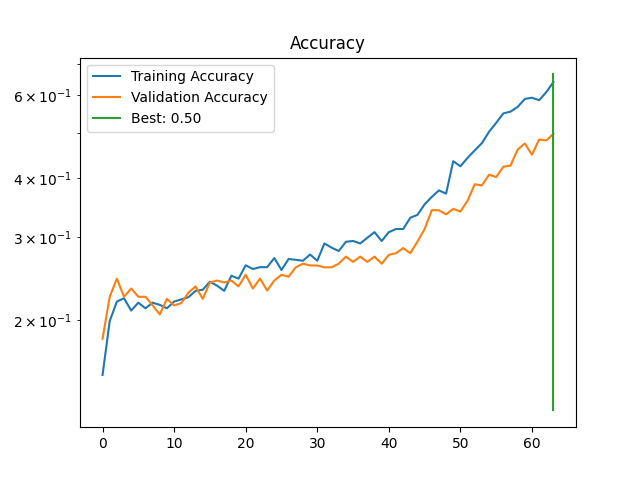 Accuracy
Training Accuracy
Validation Accuracy
Best: 0.50
6 × 10⁻¹
4 × 10⁻¹
3 × 10⁻¹
2 × 10⁻¹
0 10 20 30 40 50 60